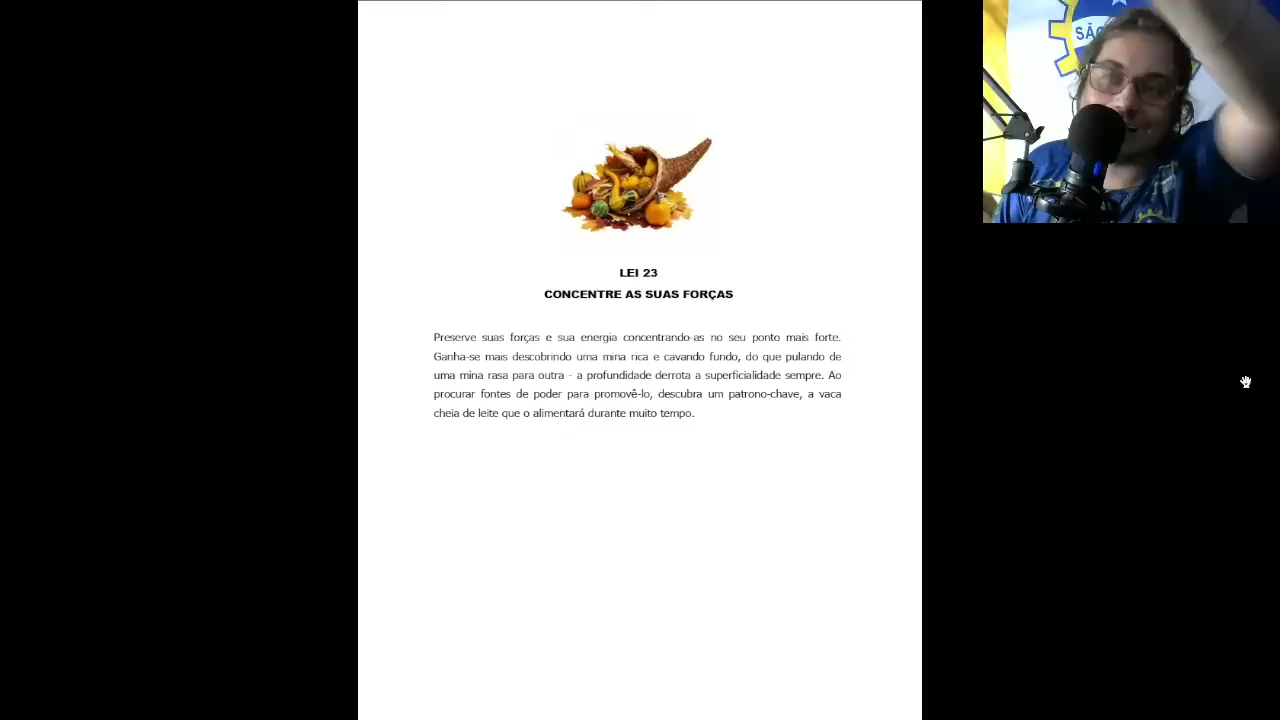 SÃO
LEI 23
CONCENTRE AS SUAS FORÇAS
Preserve suas forças e sua energia concentrando-as no seu ponto mais forte.
Ganha-se mais descobrindo uma mina rica e cavando fundo, do que pulando de
uma mina rasa para outra - a profundidade derrota a superficialidade sempre. Ao
procurar fontes de poder para promovê-lo, descubra um patrono-chave, a vaca
cheia de leite que o alimentará durante muito tempo.